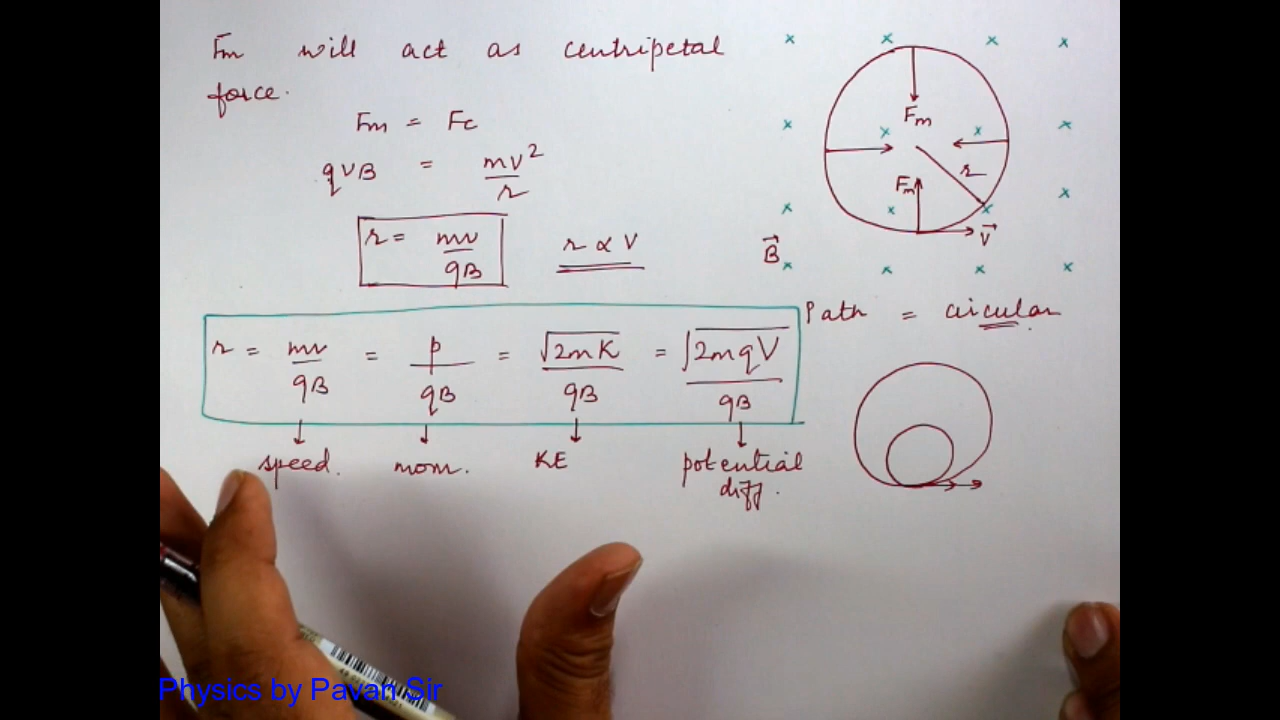 Fm will act as centripetal
force.
Fm = Fc
qvB = mv²/r
r = mv/qB
r ∝ V
r = mv/qB = p/qB = √2mK/qB = √2mqV/qB
speed. mom. KE potential
diff.
Fm
r
Fm
V⃗
B⃗
Path = circular
Physics by Pavan Sir